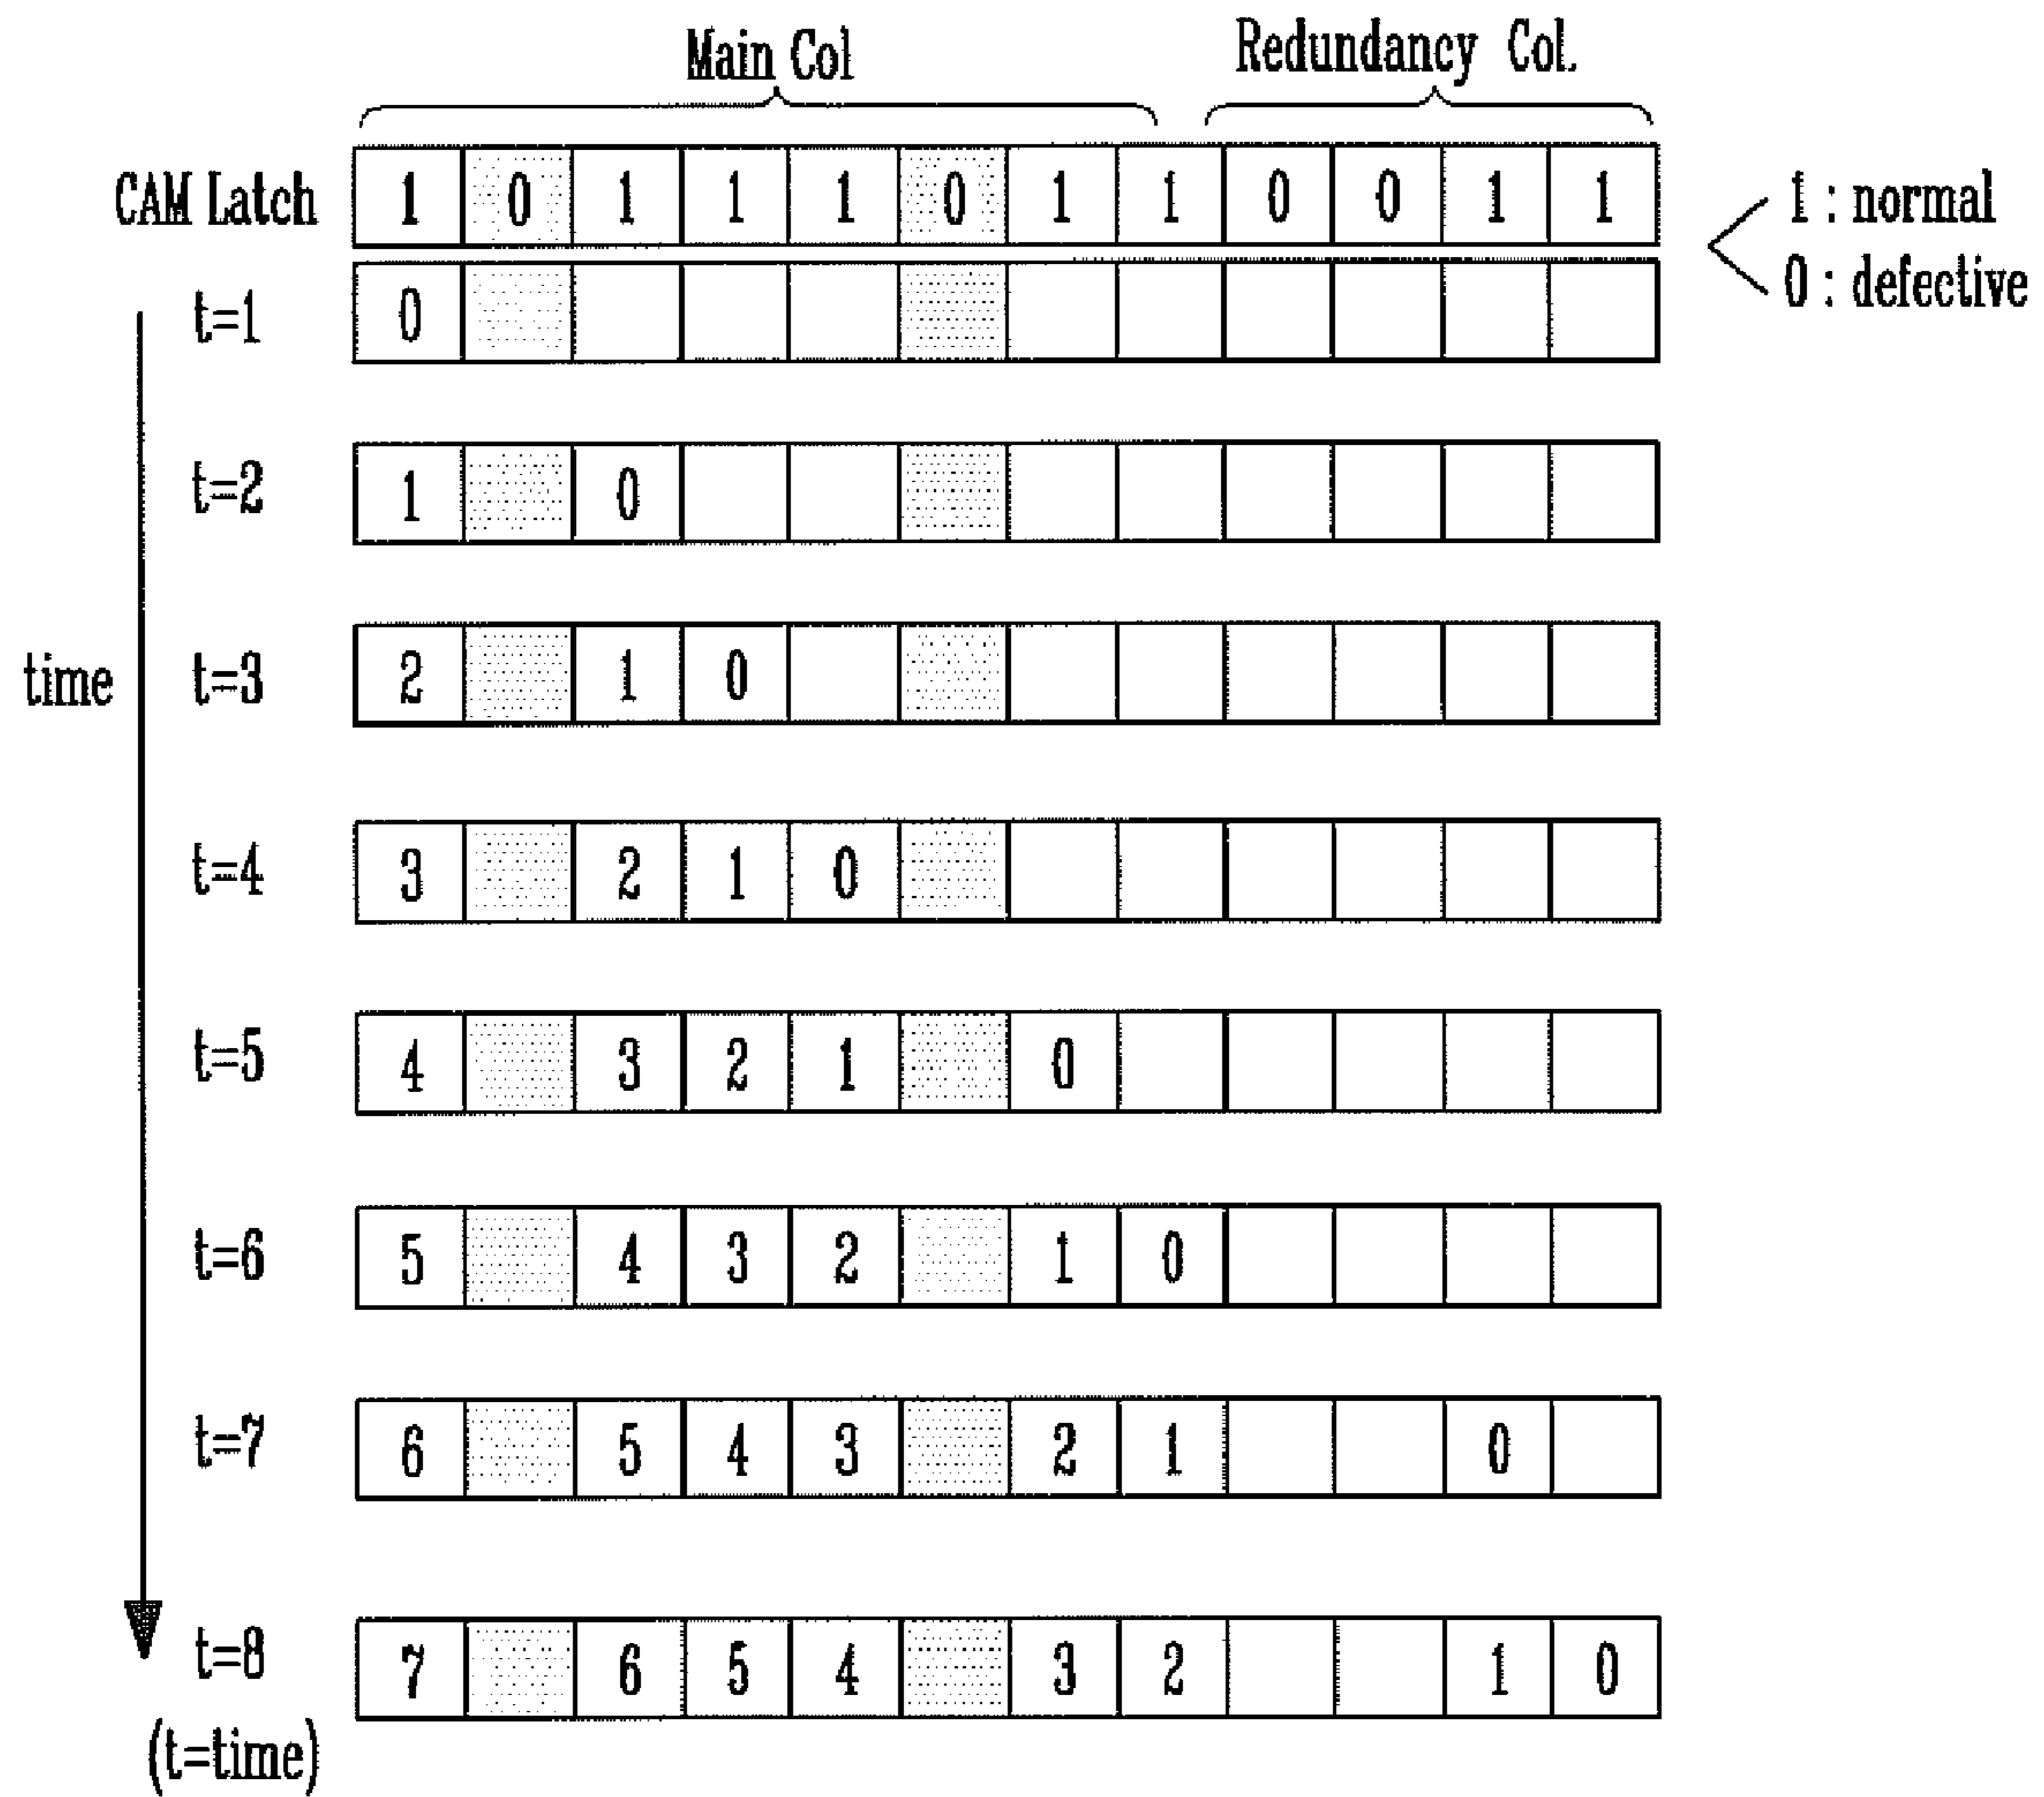 Main Col Redundancy Col.
CAM Latch 1 0 1 1 1 0 1 1 0 0 1 1
1 : normal
0 : defective
t=1 0
t=2 1 0
time
t=3 2 1 0
t=4 3 2 1 0
t=5 4 3 2 1 0
t=6 5 4 3 2 1 0
t=7 6 5 4 3 2 1 0
t=8 7 6 5 4 3 2 1 0
(t=time)